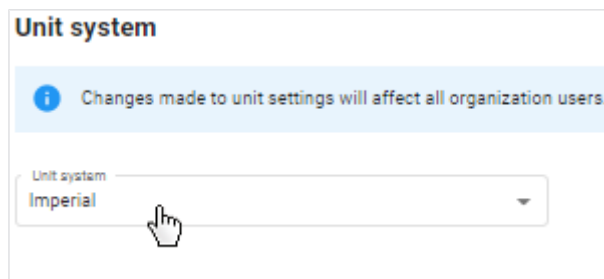 Unit system
Changes made to unit settings will affect all organization users
Unit system
Imperial